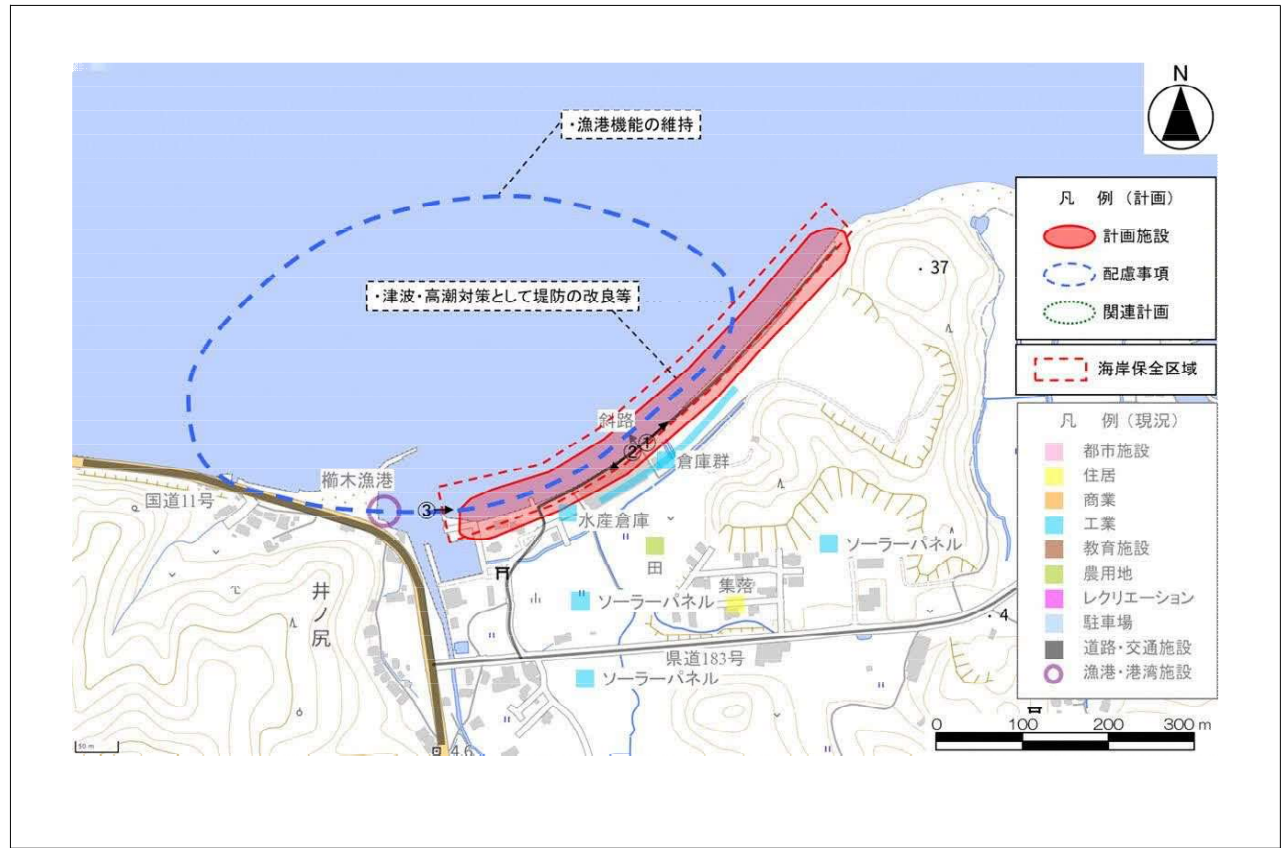 ・漁港機能の維持
N
凡 例（計画）
計画施設
配慮事項
関連計画
海岸保全区域
凡 例（現況）
都市施設
住居
商業
工業
教育施設
農用地
レクリエーション
駐車場
道路・交通施設
漁港・港湾施設
・津波・高潮対策として堤防の改良等
・37
斜路
①
②
倉庫群
櫛木漁港
国道11号
③
水産倉庫
田
ソーラーパネル
集落
ソーラーパネル
・4
井ノ尻
県道183号
ソーラーパネル
4.6
50 m
0 100 200 300 m